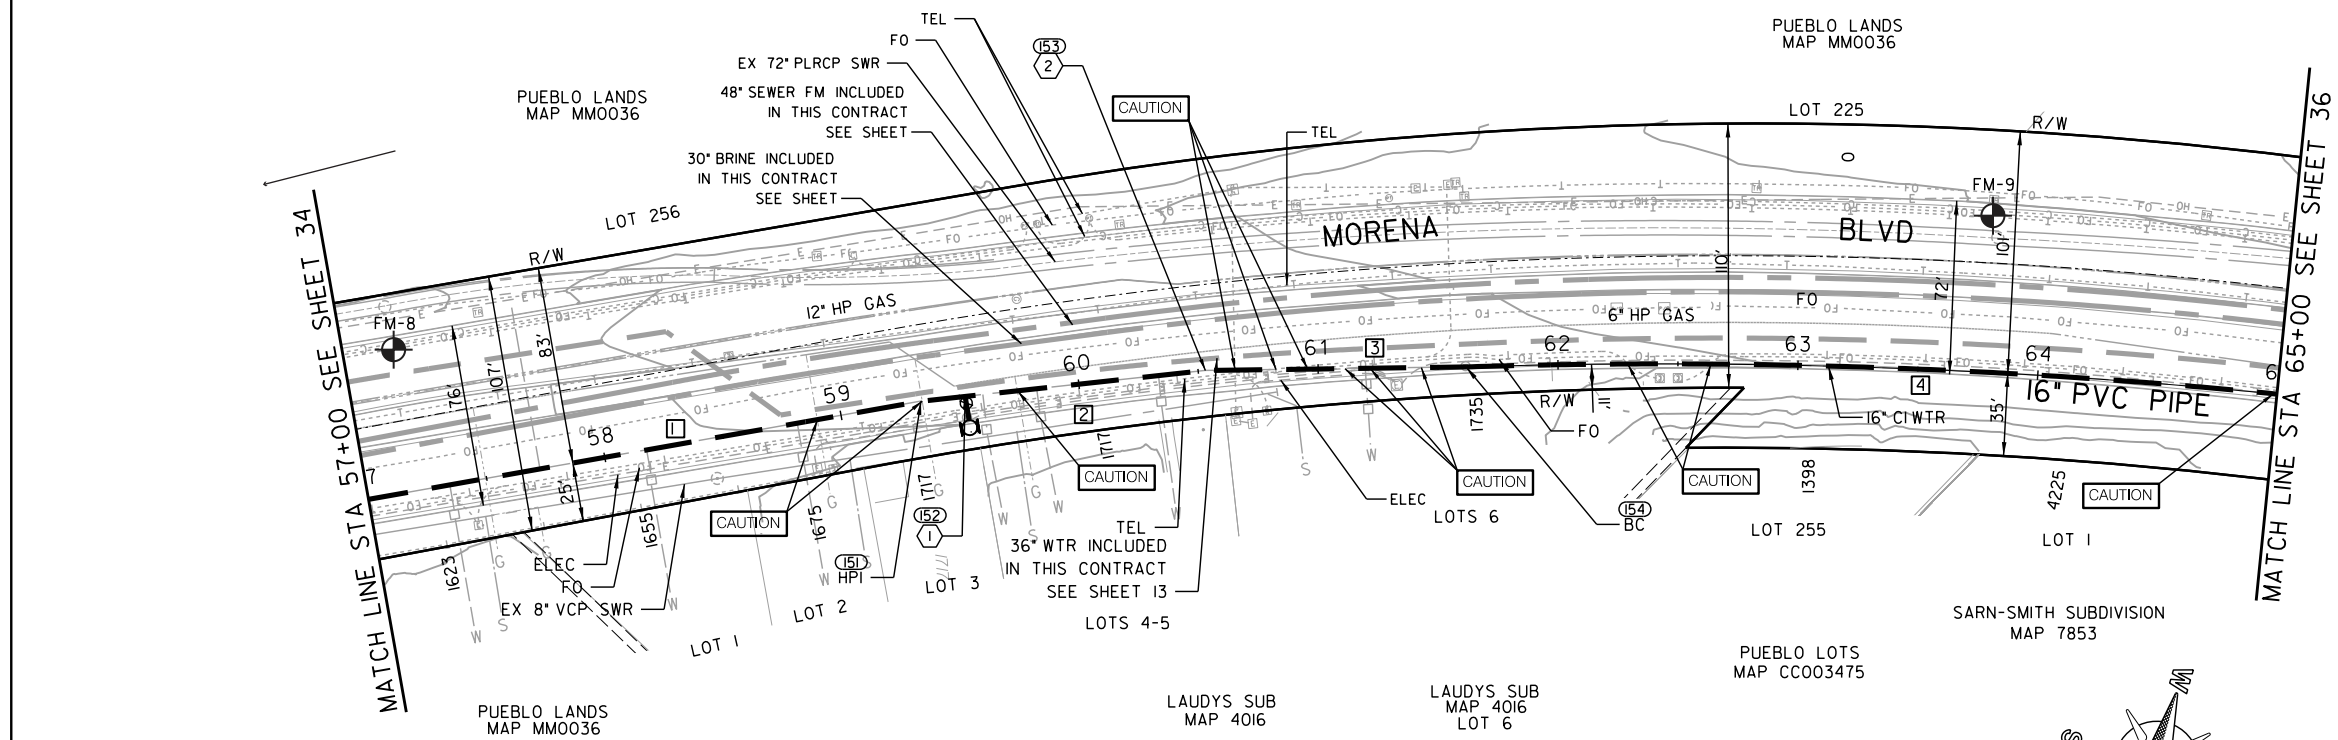 TEL
FO
EX 72" PLRCP SWR
48" SEWER FM INCLUDED
IN THIS CONTRACT
SEE SHEET
30" BRINE INCLUDED
IN THIS CONTRACT
SEE SHEET
153
2
CAUTION
PUEBLO LANDS
MAP MM0036
PUEBLO LANDS
MAP MM0036
LOT 225
R/W
TEL
LOT 256
R/W
MORENA
BLVD
FM-9
FM-8
12" HP GAS
6" HP GAS
FO
MATCH LINE STA 57+00 SEE SHEET 34
MATCH LINE STA 65+00 SEE SHEET 36
76'
107'
83'
25'
110'
72'
101'
35'
11'
7
58
59
60
61
62
63
64
6
1
2
3
4
16" PVC PIPE
16" CI WTR
R/W
FO
CAUTION
CAUTION
CAUTION
CAUTION
CAUTION
1623
1655
1675
1717
1717
1717
1735
1398
4225
ELEC
FO
EX 8" VCP SWR
151
HPI
152
1
TEL
36" WTR INCLUDED
IN THIS CONTRACT
SEE SHEET 13
ELEC
154
BC
LOT 1
LOT 2
LOT 3
LOTS 4-5
LOTS 6
LOT 255
LOT 1
PUEBLO LANDS
MAP MM0036
LAUDYS SUB
MAP 4016
LAUDYS SUB
MAP 4016
LOT 6
PUEBLO LOTS
MAP CC003475
SARN-SMITH SUBDIVISION
MAP 7853
W
S